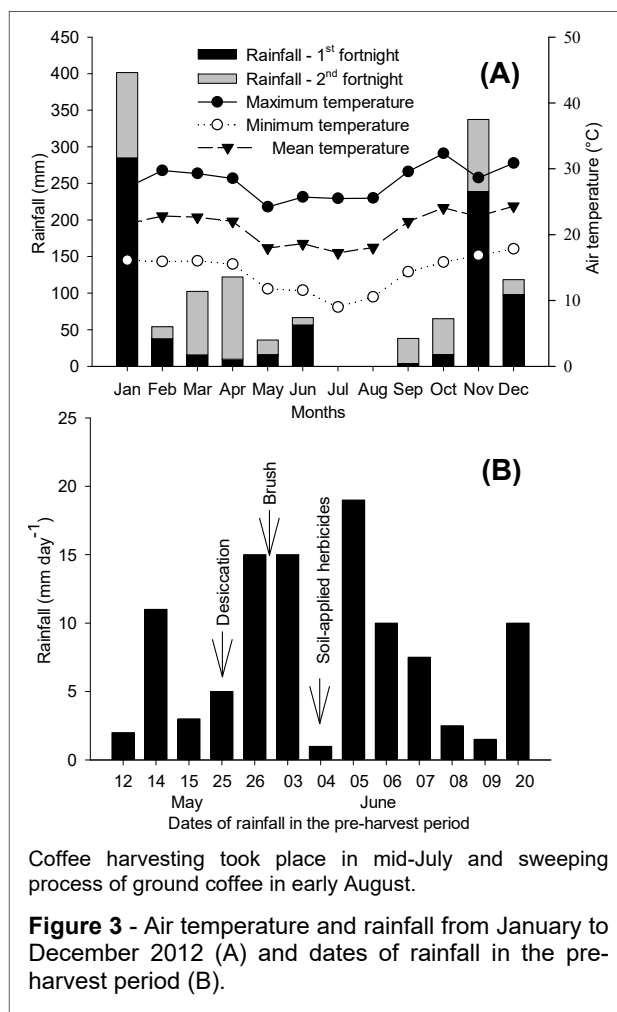 450
400
350
300
250
200
150
100
50
0
Rainfall (mm)
Rainfall - 1st fortnight
Rainfall - 2nd fortnight
Maximum temperature
Minimum temperature
Mean temperature
(A)
50
40
30
20
10
0
Air temperature (°C)
Jan Feb Mar Apr May Jun Jul Aug Sep Oct Nov Dec
Months
25
20
15
10
5
0
Rainfall (mm day-1)
Desiccation
Brush
Soil-applied herbicides
(B)
12 14 15 25 26 03 04 05 06 07 08 09 20
May June
Dates of rainfall in the pre-harvest period
Coffee harvesting took place in mid-July and sweeping
process of ground coffee in early August.
Figure 3 - Air temperature and rainfall from January to
December 2012 (A) and dates of rainfall in the pre-
harvest period (B).